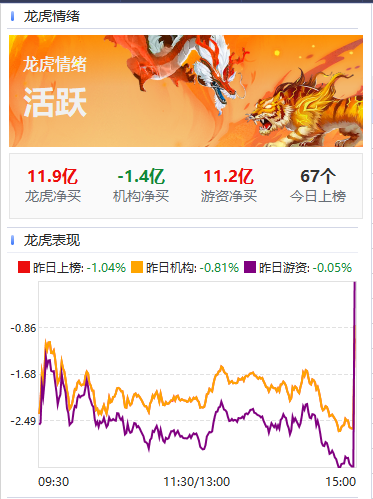 龙虎情绪
龙虎情绪
活跃
11.9亿 -1.4亿 11.2亿 67个
龙虎净买 机构净买 游资净买 今日上榜
龙虎表现
昨日上榜: -1.04% 昨日机构: -0.81% 昨日游资: -0.05%
-0.86
-1.68
-2.49
09:30 11:30/13:00 15:00